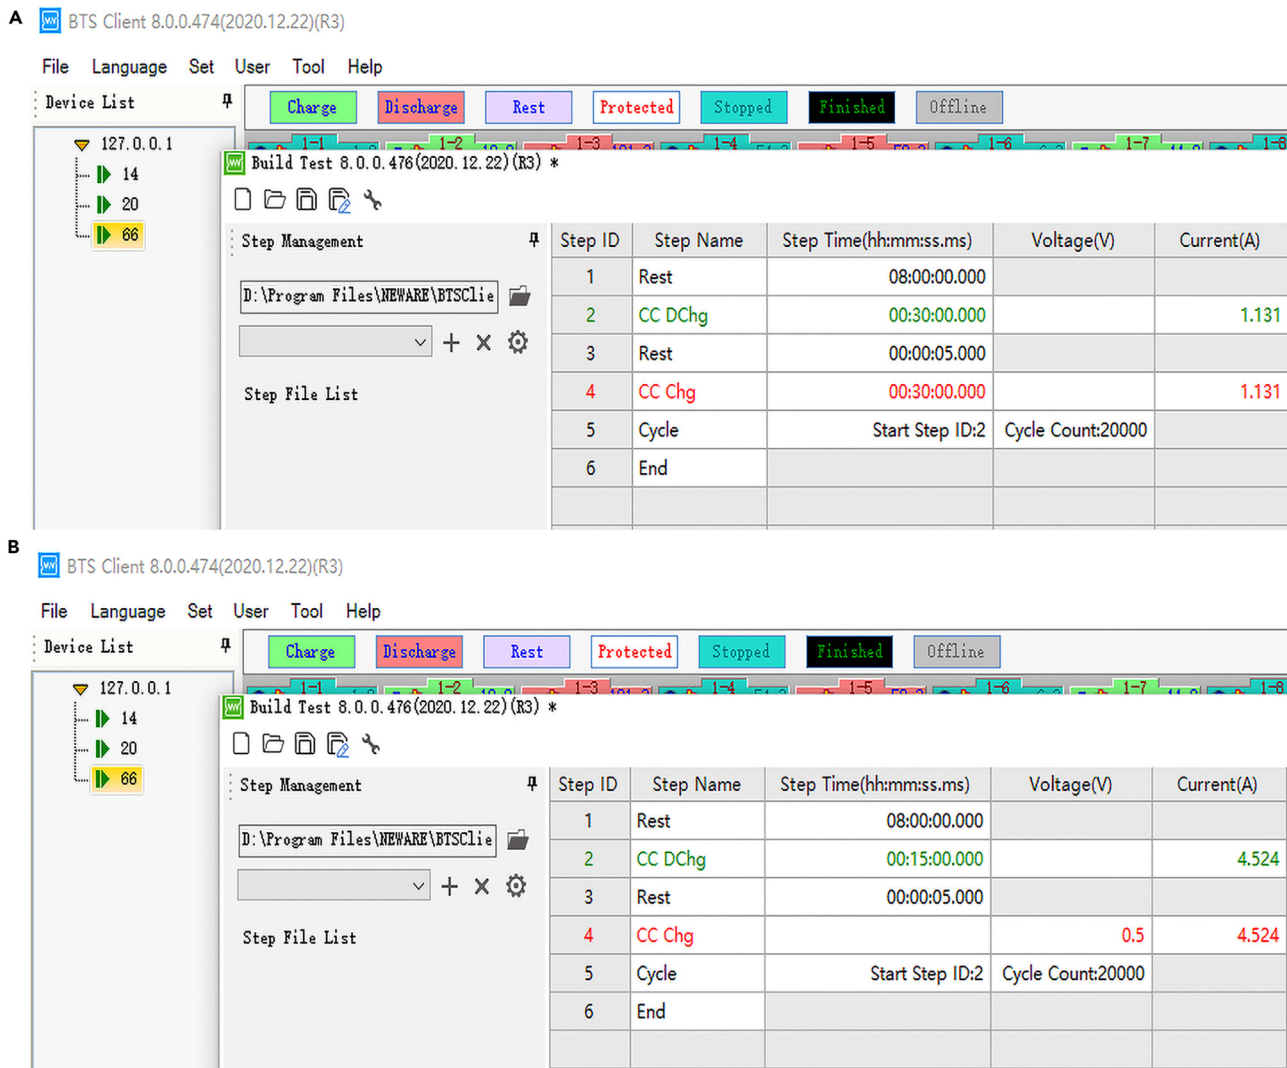 A
BTS Client 8.0.0.474(2020.12.22)(R3)
File Language Set User Tool Help
Device List Charge Discharge Rest Protected Stopped Finished Offline
127.0.0.1 1-1 1-2 1-3 1-4 1-5 1-6 1-7 1-8
Build Test 8.0.0.476(2020.12.22)(R3) *
14
20
66
Step Management Step ID Step Name Step Time(hh:mm:ss.ms) Voltage(V) Current(A)
1 Rest 08:00:00.000
D:\Program Files\NEWARE\BTSClie
2 CC DChg 00:30:00.000 1.131
3 Rest 00:00:05.000
Step File List 4 CC Chg 00:30:00.000 1.131
5 Cycle Start Step ID:2 Cycle Count:20000
6 End
B
BTS Client 8.0.0.474(2020.12.22)(R3)
File Language Set User Tool Help
Device List Charge Discharge Rest Protected Stopped Finished Offline
127.0.0.1 1-1 1-2 1-3 1-4 1-5 1-6 1-7 1-8
Build Test 8.0.0.476(2020.12.22)(R3) *
14
20
66
Step Management Step ID Step Name Step Time(hh:mm:ss.ms) Voltage(V) Current(A)
1 Rest 08:00:00.000
D:\Program Files\NEWARE\BTSClie
2 CC DChg 00:15:00.000 4.524
3 Rest 00:00:05.000
Step File List 4 CC Chg 0.5 4.524
5 Cycle Start Step ID:2 Cycle Count:20000
6 End